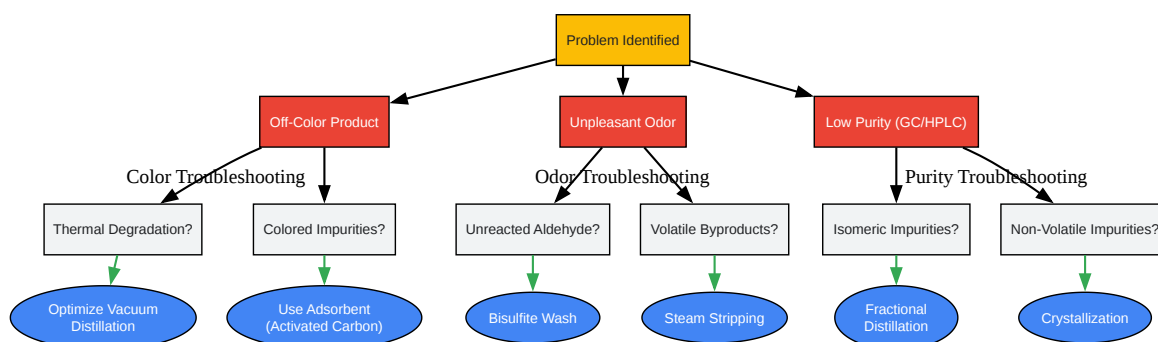 Problem Identified
Off-Color Product
Unpleasant Odor
Low Purity (GC/HPLC)
Color Troubleshooting
Odor Troubleshooting
Purity Troubleshooting
Thermal Degradation?
Colored Impurities?
Unreacted Aldehyde?
Volatile Byproducts?
Isomeric Impurities?
Non-Volatile Impurities?
Optimize Vacuum
Distillation
Use Adsorbent
(Activated Carbon)
Bisulfite Wash
Steam Stripping
Fractional
Distillation
Crystallization